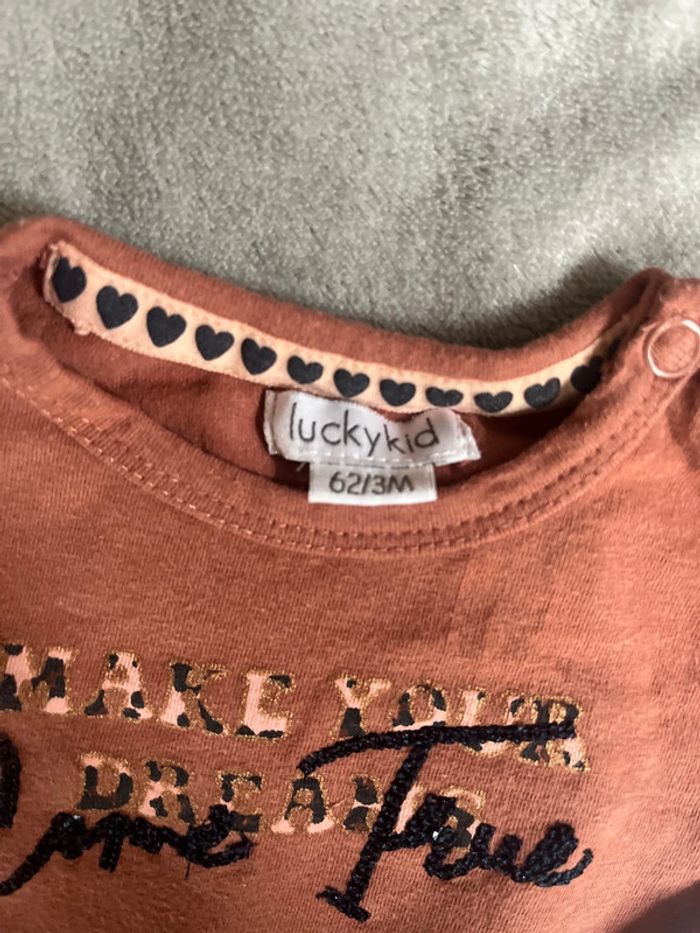 luckykid
62/3M
MAKE YOUR
DREAMS
Come True